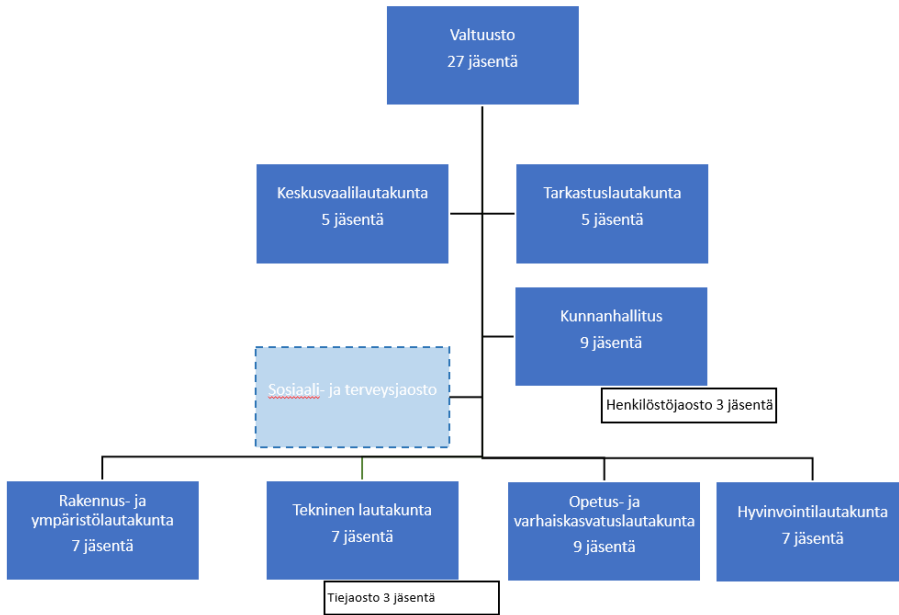 Valtuusto
27 jäsentä
Keskusvaalilautakunta
5 jäsentä
Tarkastuslautakunta
5 jäsentä
Kunnanhallitus
9 jäsentä
Sosiaali- ja terveysjaosto
Henkilöstöjaosto 3 jäsentä
Rakennus- ja
ympäristölautakunta
7 jäsentä
Tekninen lautakunta
7 jäsentä
Opetus- ja
varhaiskasvatuslautakunta
9 jäsentä
Hyvinvointilautakunta
7 jäsentä
Tiejaosto 3 jäsentä